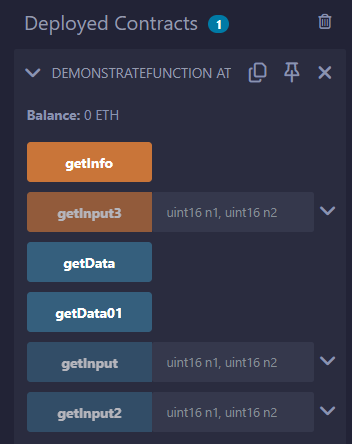 Deployed Contracts 1
DEMONSTRATEFUNCTION AT
Balance: 0 ETH
getInfo
getInput3 uint16 n1, uint16 n2
getData
getData01
getInput uint16 n1, uint16 n2
getInput2 uint16 n1, uint16 n2